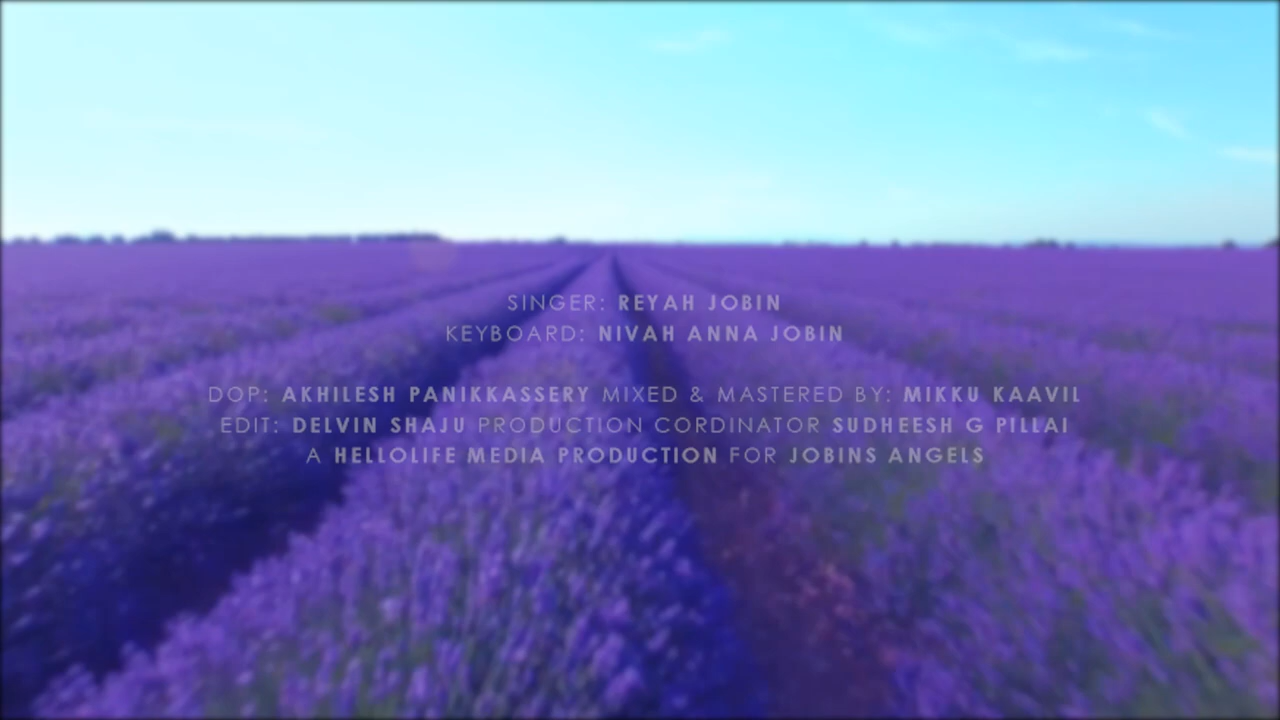 SINGER: REYAH JOBIN
KEYBOARD: NIVAH ANNA JOBIN
DOP: AKHILESH PANIKKASSERY MIXED & MASTERED BY: MIKKU KAAVIL
EDIT: DELVIN SHAJU PRODUCTION CORDINATOR SUDHEESH G PILLAI
A HELLOLIFE MEDIA PRODUCTION FOR JOBINS ANGELS